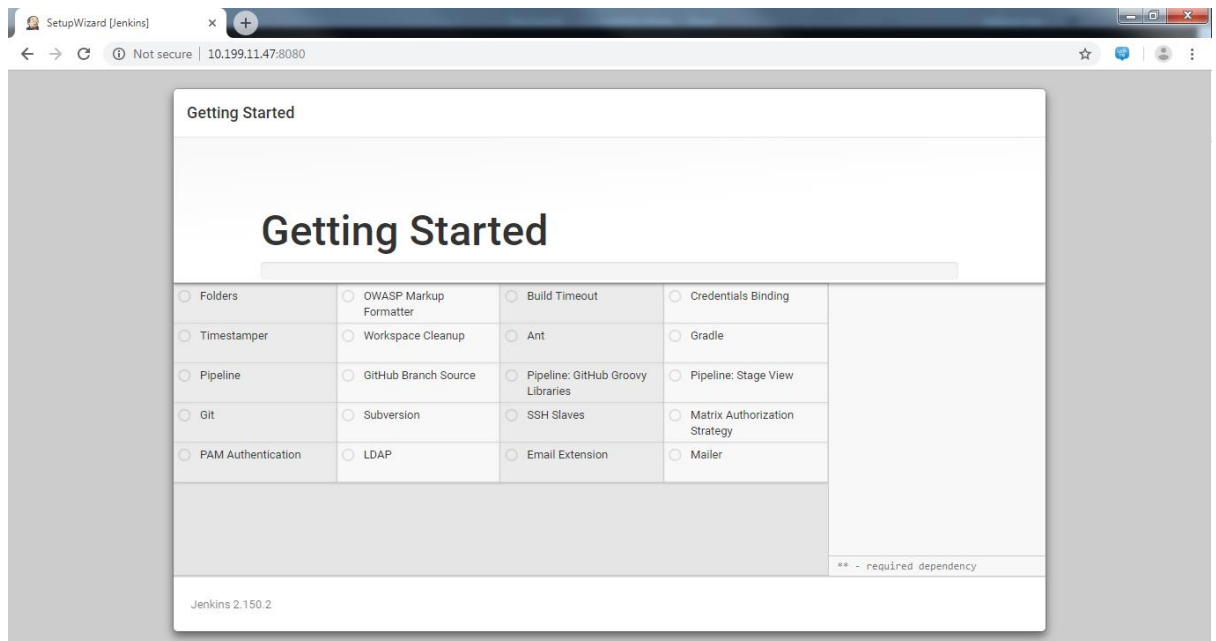 SetupWizard [Jenkins]
Not secure | 10.199.11.47:8080
Getting Started
Getting Started
Folders
OWASP Markup
Formatter
Build Timeout
Credentials Binding
Timestamper
Workspace Cleanup
Ant
Gradle
Pipeline
GitHub Branch Source
Pipeline: GitHub Groovy
Libraries
Pipeline: Stage View
Git
Subversion
SSH Slaves
Matrix Authorization
Strategy
PAM Authentication
LDAP
Email Extension
Mailer
** - required dependency
Jenkins 2.150.2